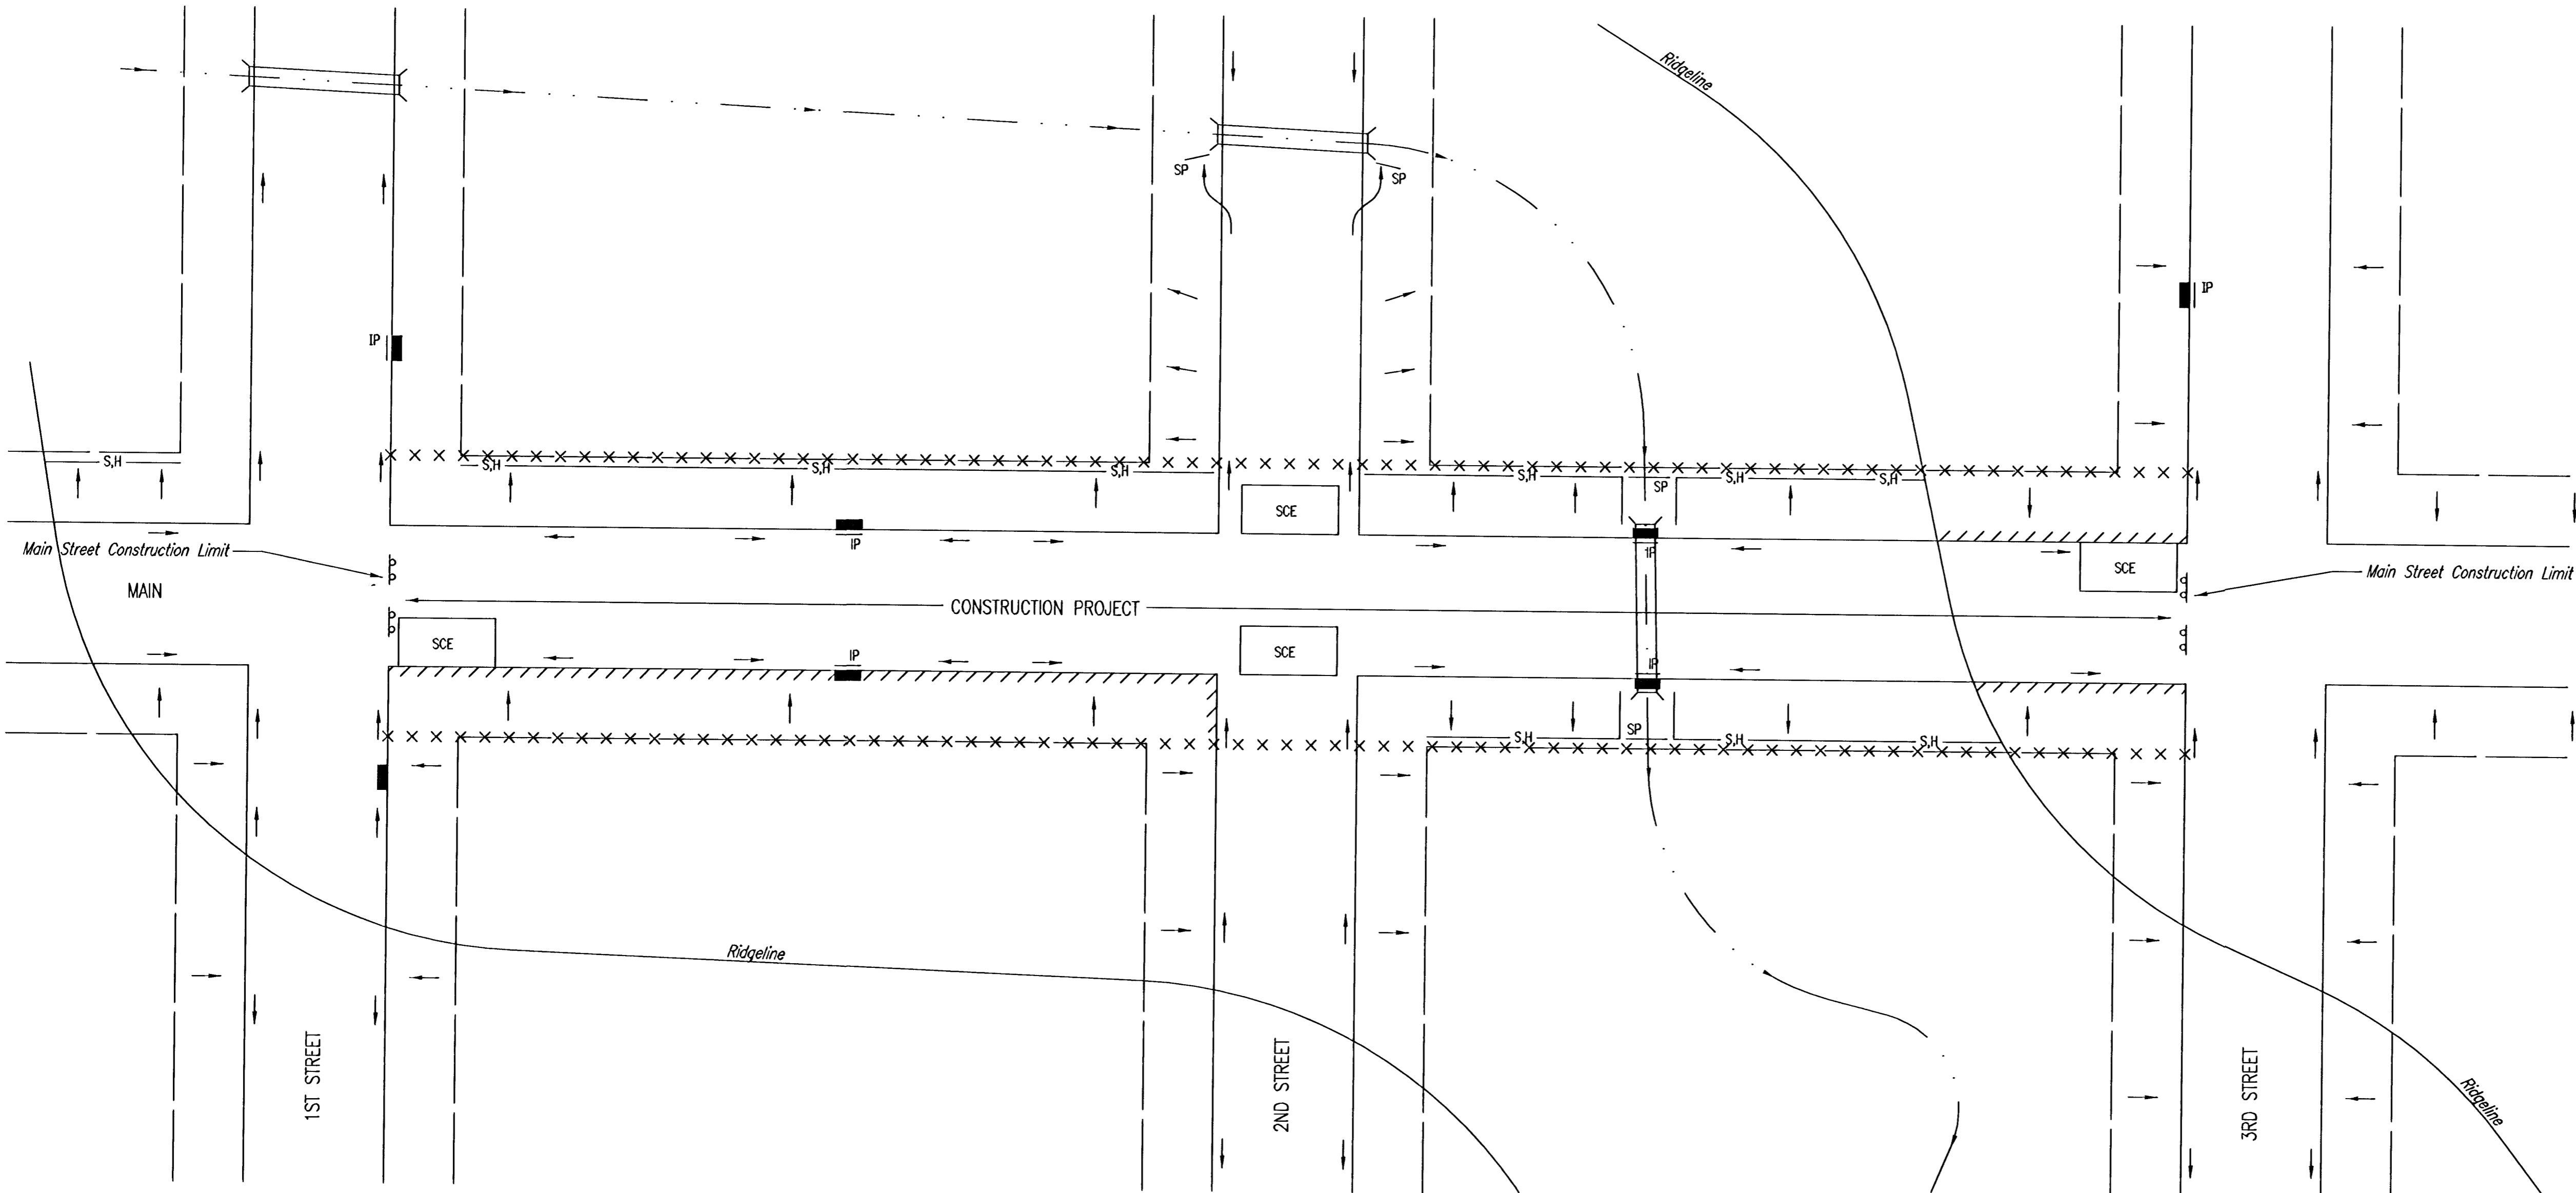 Ridgeline
SP
SP
IP
IP
S,H
S,H
S,H
S,H
S,H
SP
S,H
S,H
SCE
Main Street Construction Limit
IP
IP
SCE
Main Street Construction Limit
MAIN
CONSTRUCTION PROJECT
SCE
SCE
IP
IP
S,H
SP
S,H
S,H
Ridgeline
1ST STREET
2ND STREET
3RD STREET
Ridgeline